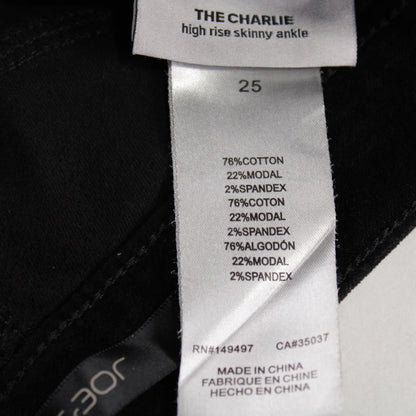 THE CHARLIE
high rise skinny ankle
25
76%COTTON
22%MODAL
2%SPANDEX
76%COTON
22%MODAL
2%SPANDEX
76%ALGODÓN
22%MODAL
2%SPANDEX
RN#149497 CA#35037
MADE IN CHINA
FABRIQUE EN CHINE
HECHO EN CHINA
JOE'S